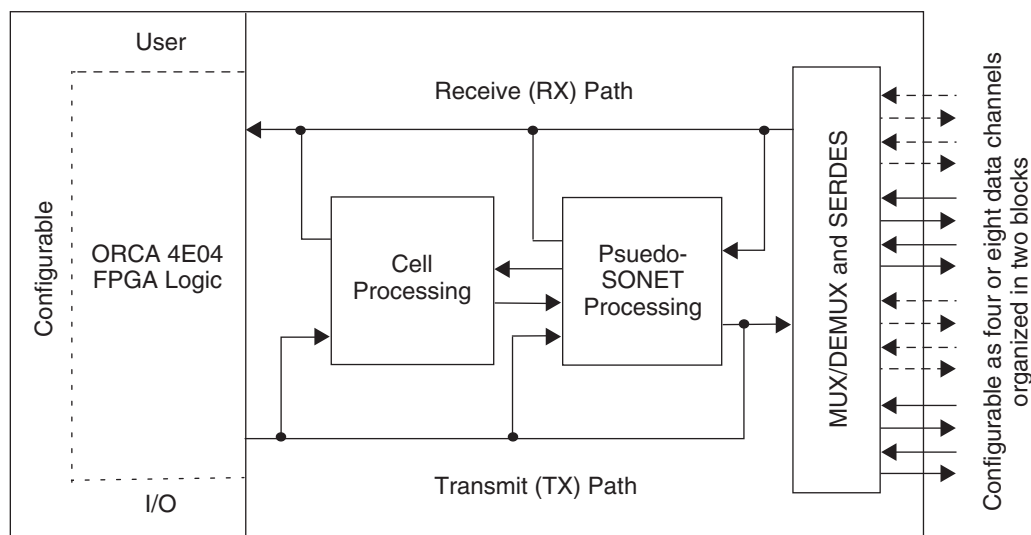 User
Configurable
ORCA 4E04
FPGA Logic
I/O
Receive (RX) Path
Cell
Processing
Psuedo-
SONET
Processing
Transmit (TX) Path
MUX/DEMUX and SERDES
Configurable as four or eight data channels
organized in two blocks